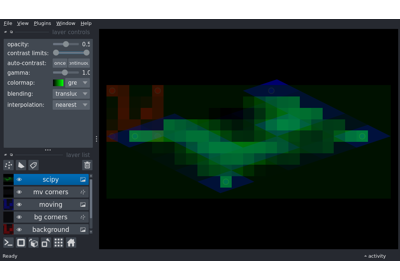 File View Plugins Window Help
layer controls
opacity: 0.5
contrast limits:
auto-contrast: once
gamma: 1.0
colormap: gre
blending: translu
interpolation: nearest
layer list
scipy
mv corners
moving
bg corners
background
Ready
activity